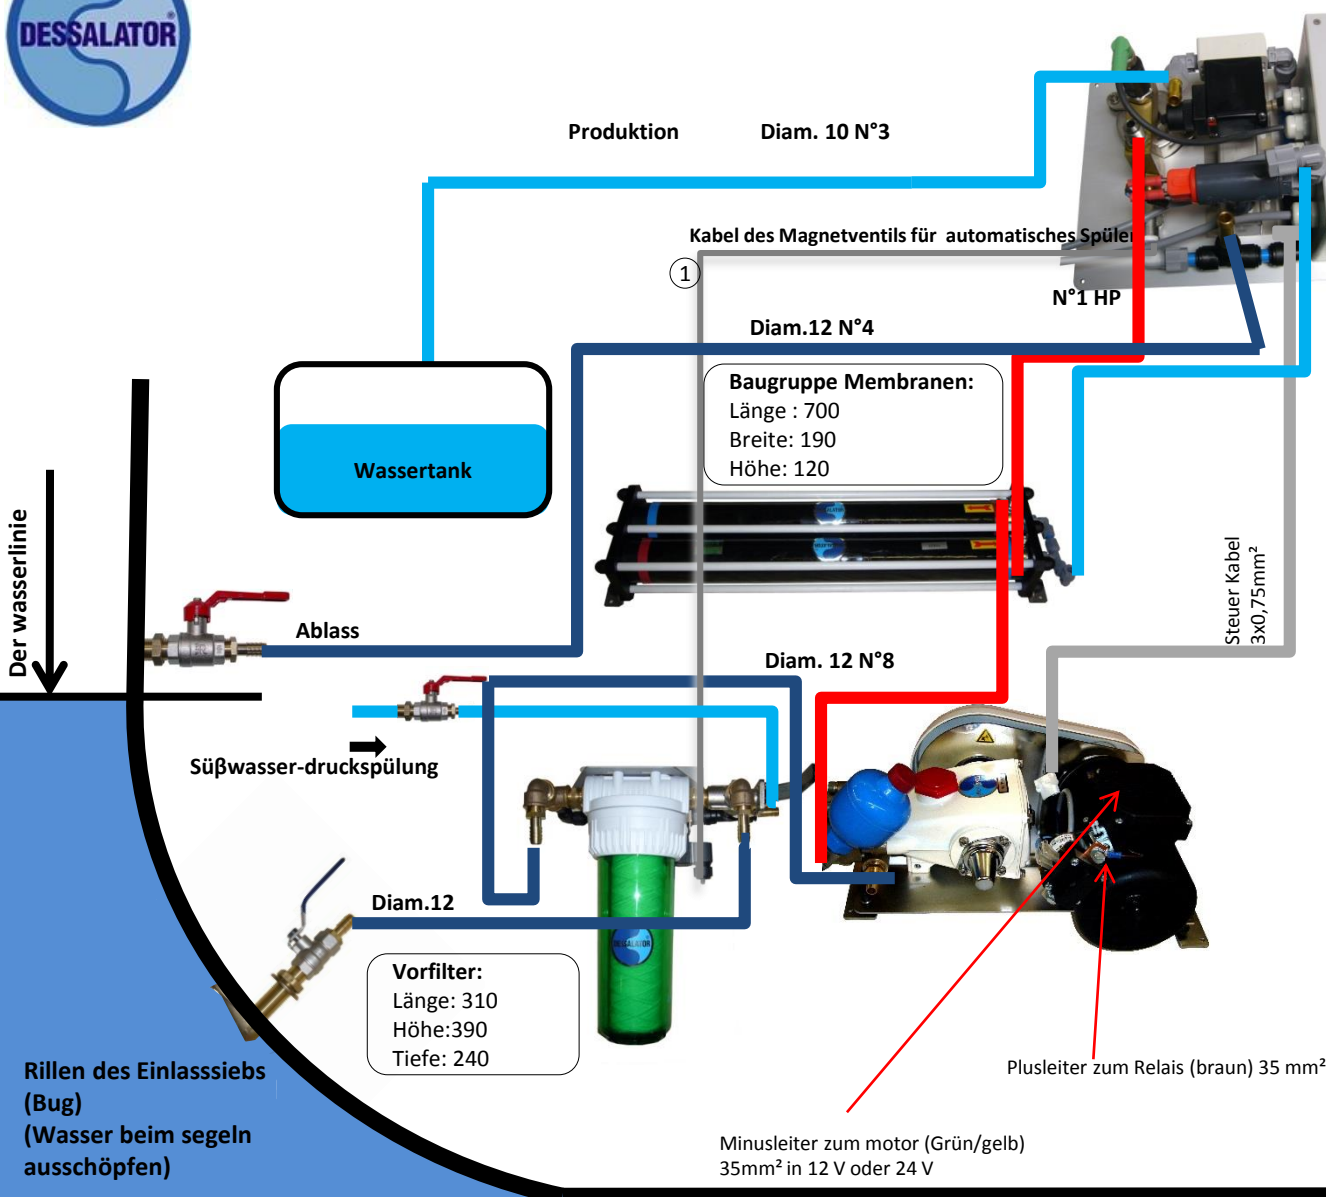 DESSALATOR
Produktion Diam. 10 N°3
Kabel des Magnetventils für automatisches Spülen
1
N°1 HP
Diam.12 N°4
Baugruppe Membranen:
Länge : 700
Breite: 190
Höhe: 120
Wassertank
Der wasserlinie
Steuer Kabel
3x0,75mm²
Ablass
Diam. 12 N°8
Süβwasser-druckspülung
Diam.12
DESSALATOR
Vorfilter:
Länge: 310
Höhe:390
Tiefe: 240
Rillen des Einlasssiebs
(Bug)
(Wasser beim segeln
ausschöpfen)
Plusleiter zum Relais (braun) 35 mm²
Minusleiter zum motor (Grün/gelb)
35mm² in 12 V oder 24 V